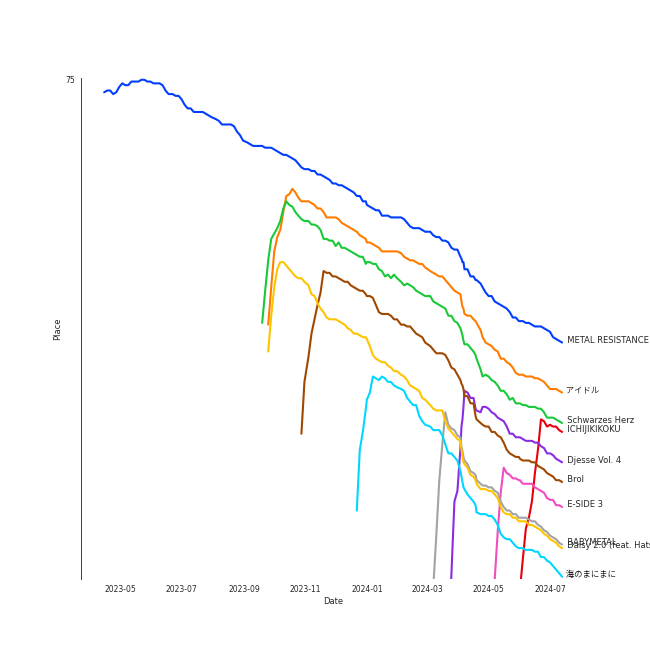 75
Place
METAL RESISTANCE
アイドル
Schwarzes Herz
ICHIJIKIKOKU
Djesse Vol. 4
Brol
E-SIDE 3
BABYMETAL
Daisy 2.0 (feat. Hats
海のまにまに
2023-05 2023-07 2023-09 2023-11 2024-01 2024-03 2024-05 2024-07
Date